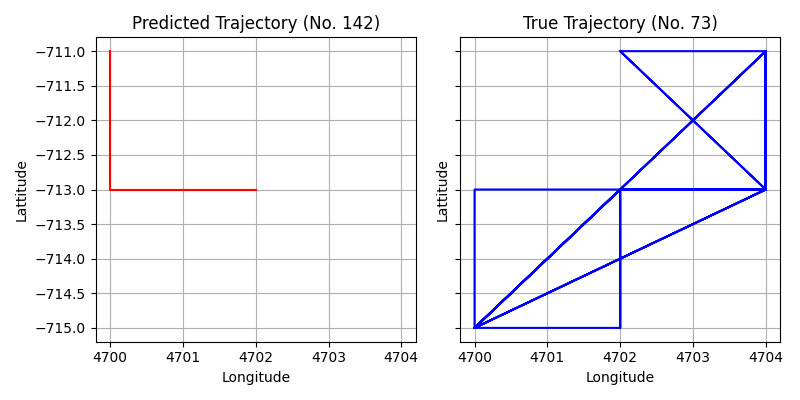 Predicted Trajectory (No. 142)
−711.0
−711.5
−712.0
−712.5
−713.0
−713.5
−714.0
−714.5
−715.0
Lattitude
4700 4701 4702 4703 4704
Longitude
True Trajectory (No. 73)
Lattitude
4700 4701 4702 4703 4704
Longitude